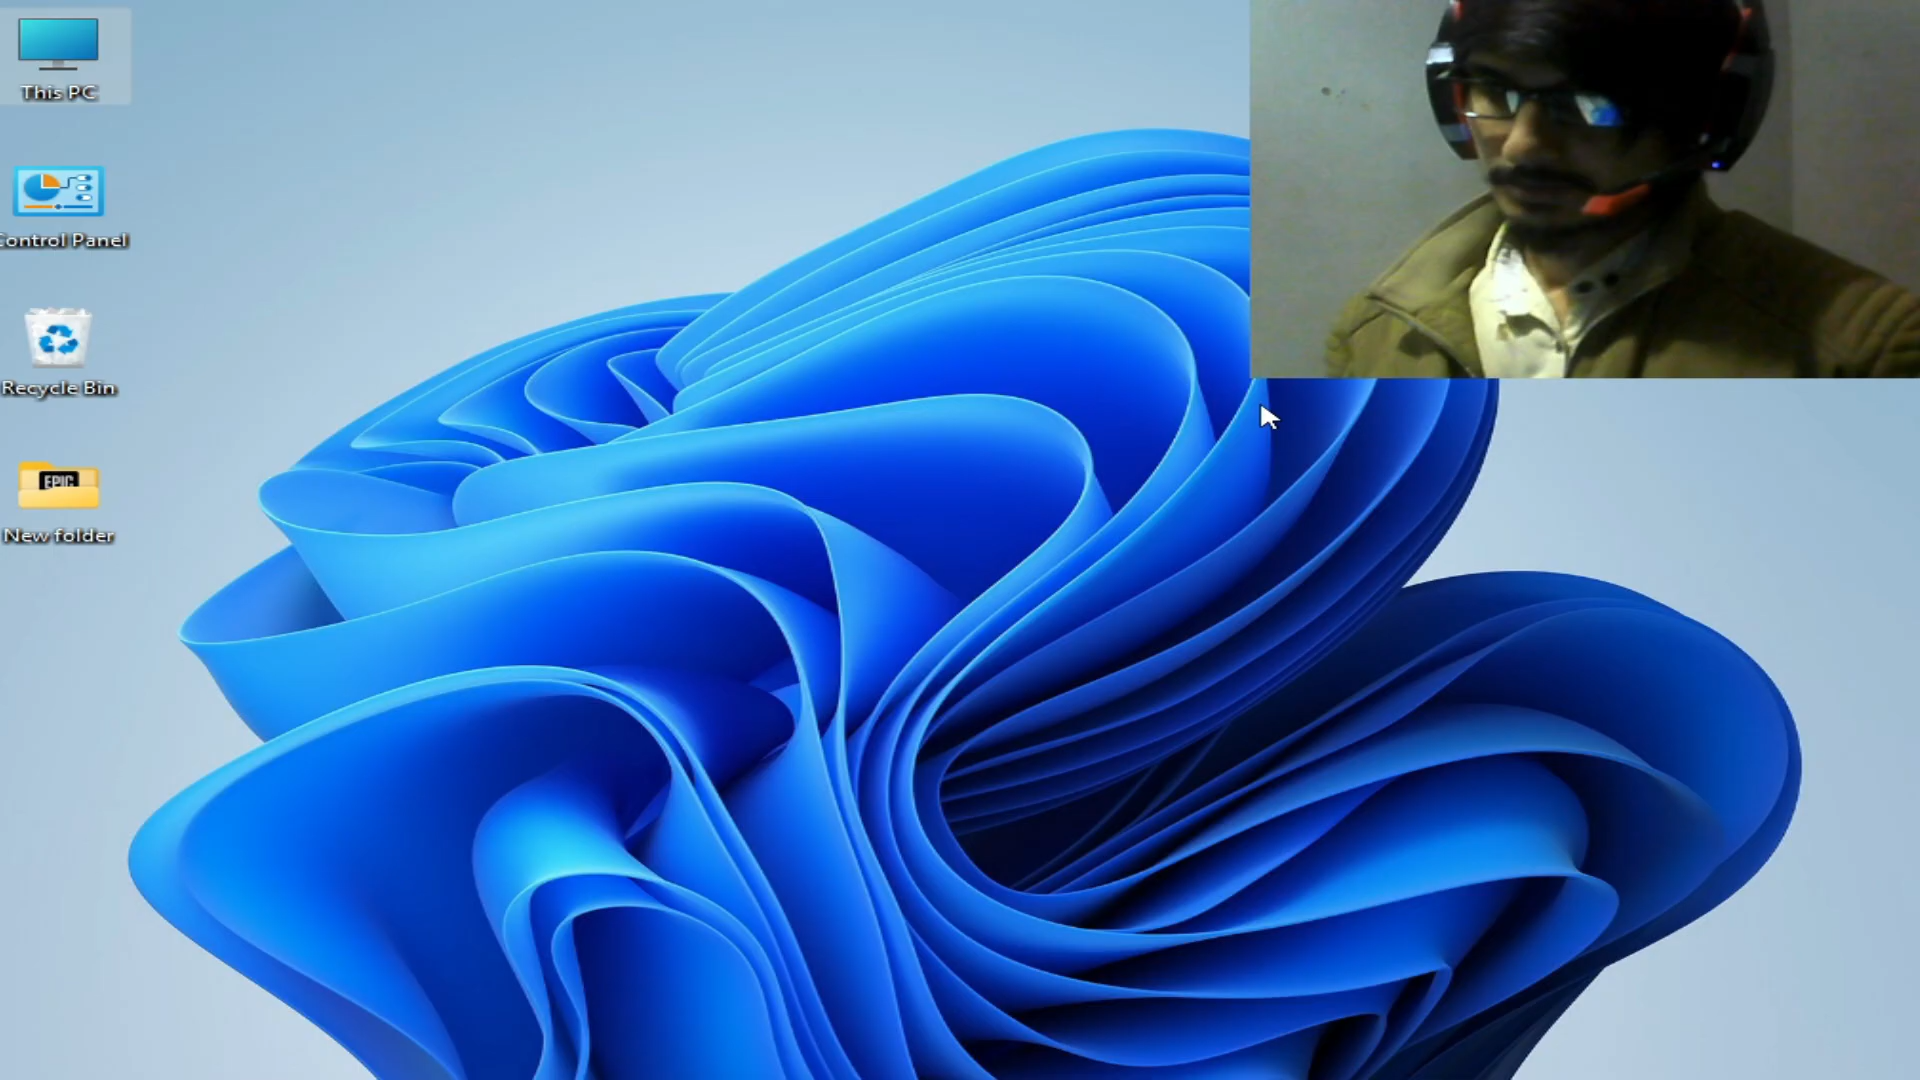 This PC
Control Panel
Recycle Bin
EPIC
New folder